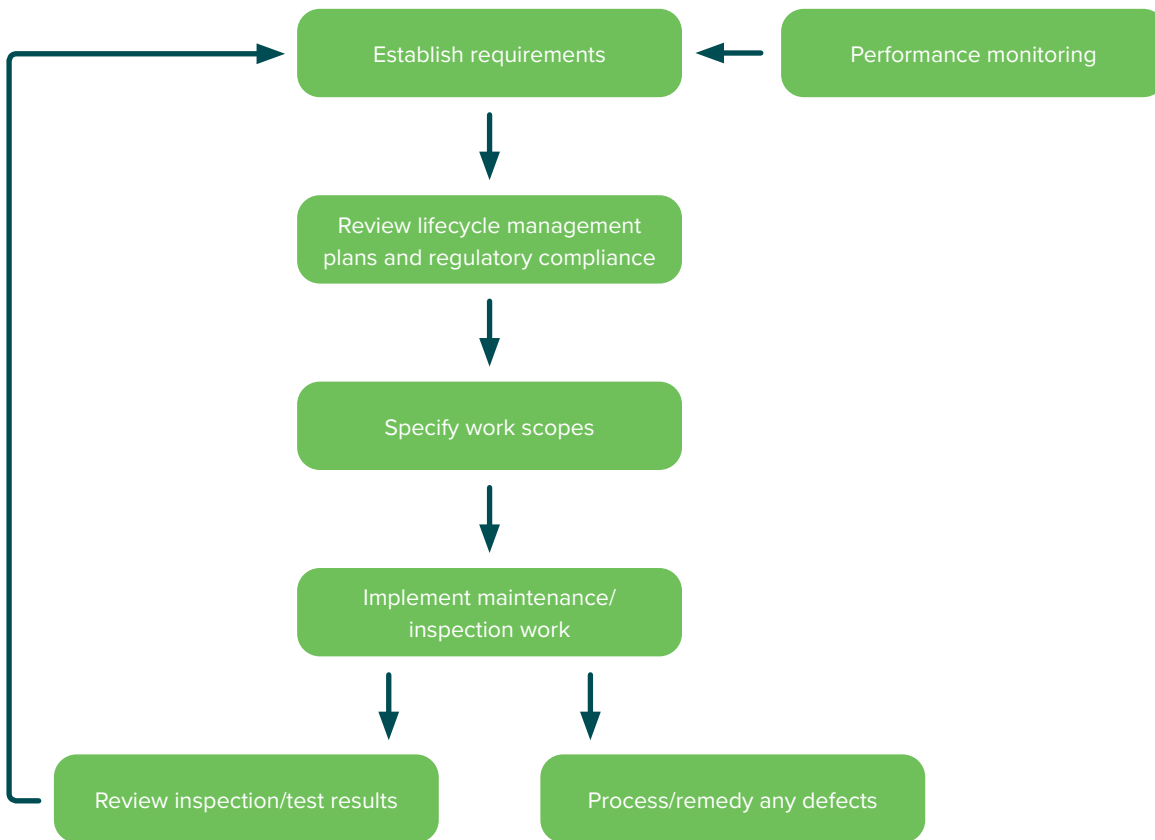 Establish requirements
Performance monitoring
Review lifecycle management
plans and regulatory compliance
Specify work scopes
Implement maintenance/
inspection work
Review inspection/test results
Process/remedy any defects